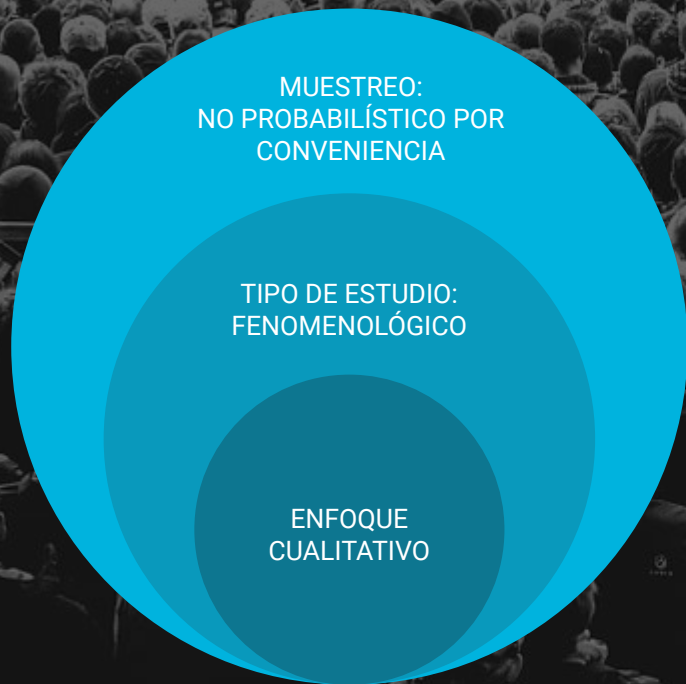 MUESTREO:
NO PROBABILÍSTICO POR
CONVENIENCIA
TIPO DE ESTUDIO:
FENOMENOLÓGICO
ENFOQUE
CUALITATIVO